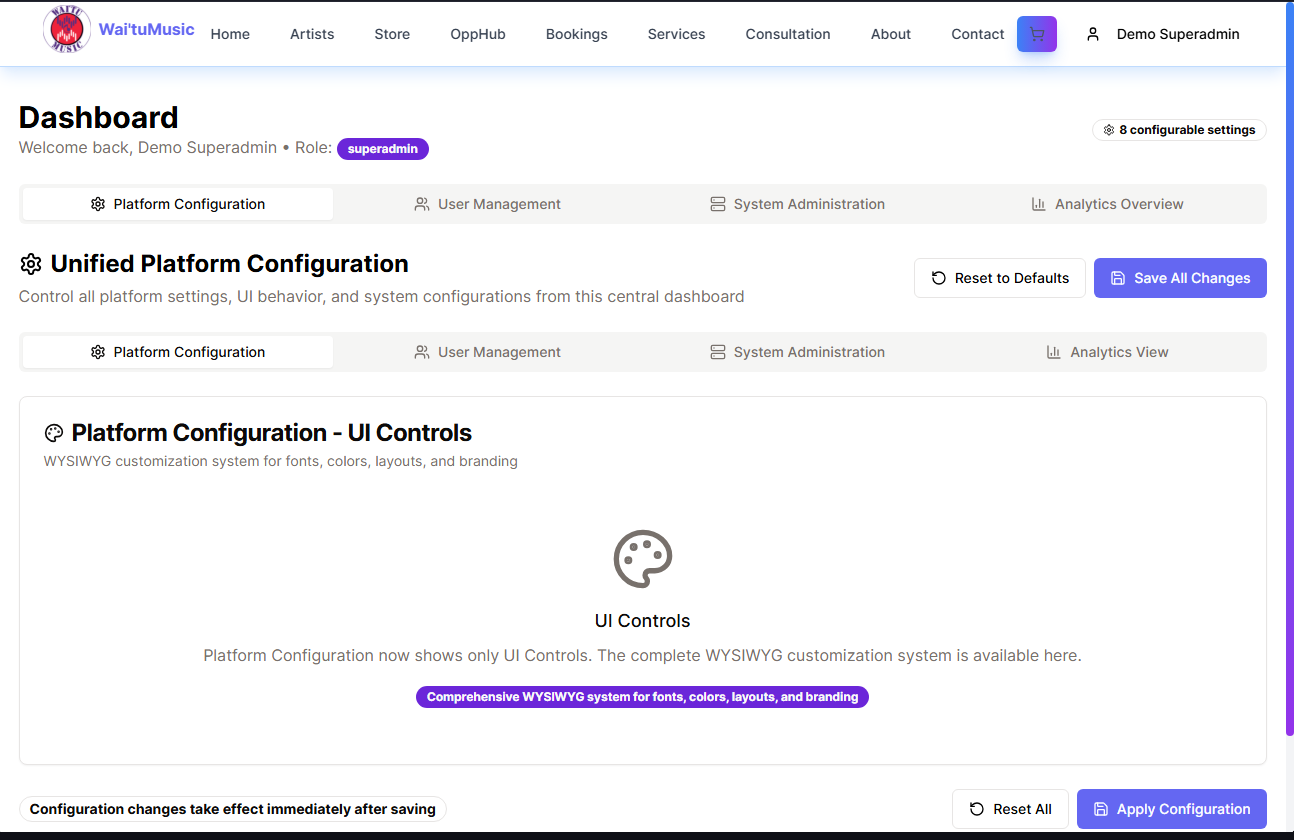 WAITU
MUSIC
Wai'tuMusic
Home
Artists
Store
OppHub
Bookings
Services
Consultation
About
Contact
Demo Superadmin
Dashboard
Welcome back, Demo Superadmin • Role: superadmin
8 configurable settings
Platform Configuration
User Management
System Administration
Analytics Overview
Unified Platform Configuration
Control all platform settings, UI behavior, and system configurations from this central dashboard
Reset to Defaults
Save All Changes
Platform Configuration
User Management
System Administration
Analytics View
Platform Configuration - UI Controls
WYSIWYG customization system for fonts, colors, layouts, and branding
UI Controls
Platform Configuration now shows only UI Controls. The complete WYSIWYG customization system is available here.
Comprehensive WYSIWYG system for fonts, colors, layouts, and branding
Configuration changes take effect immediately after saving
Reset All
Apply Configuration